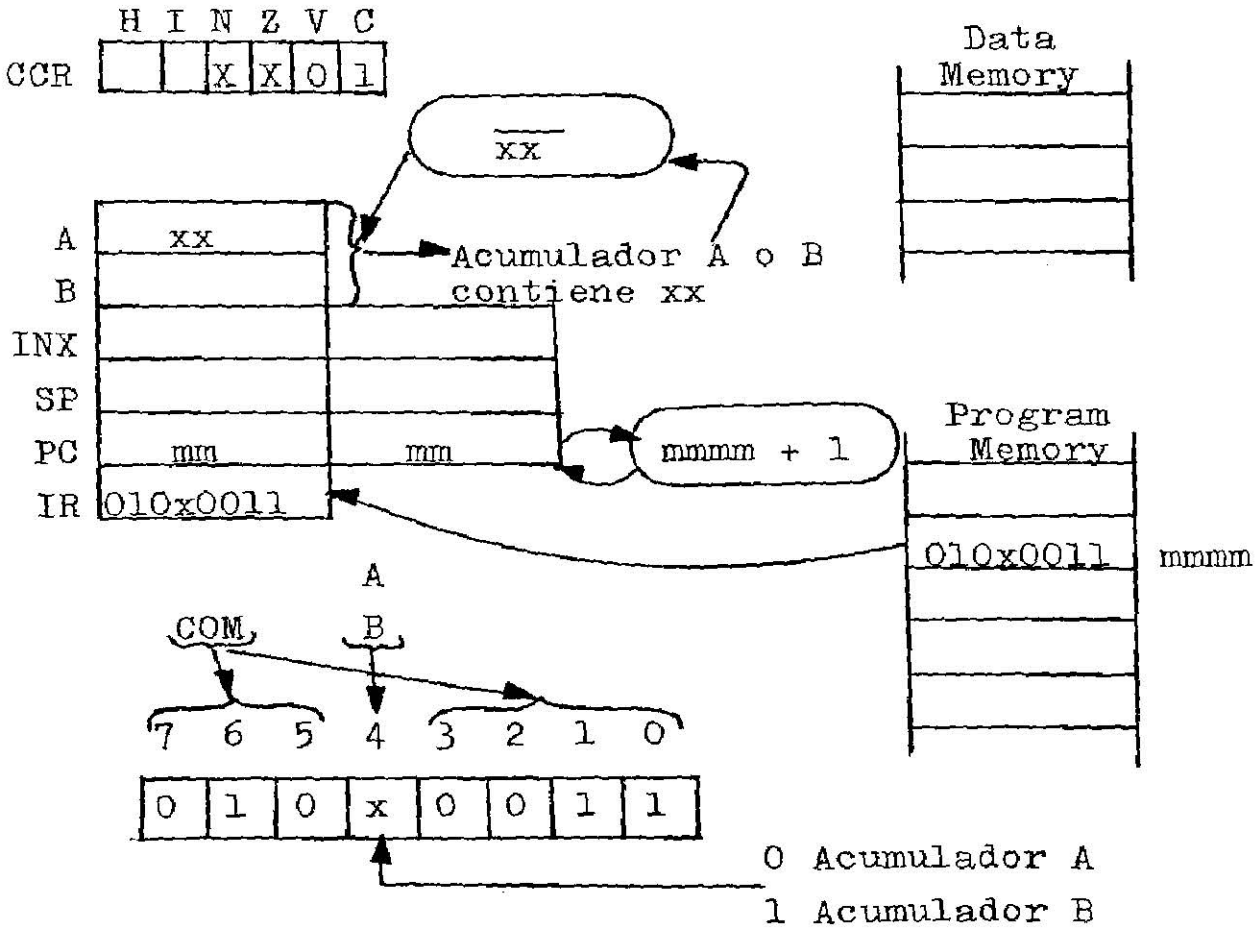 H I N Z V C
CCR X X 0 1
Data
Memory
xx
A xx
B
Acumulador A o B
contiene xx
INX
SP
PC mm mm
mmmm + 1
Program
Memory
IR 010x0011
010x0011 mmmm
A
COM B
7 6 5 4 3 2 1 0
0 1 0 x 0 0 1 1
0 Acumulador A
1 Acumulador B